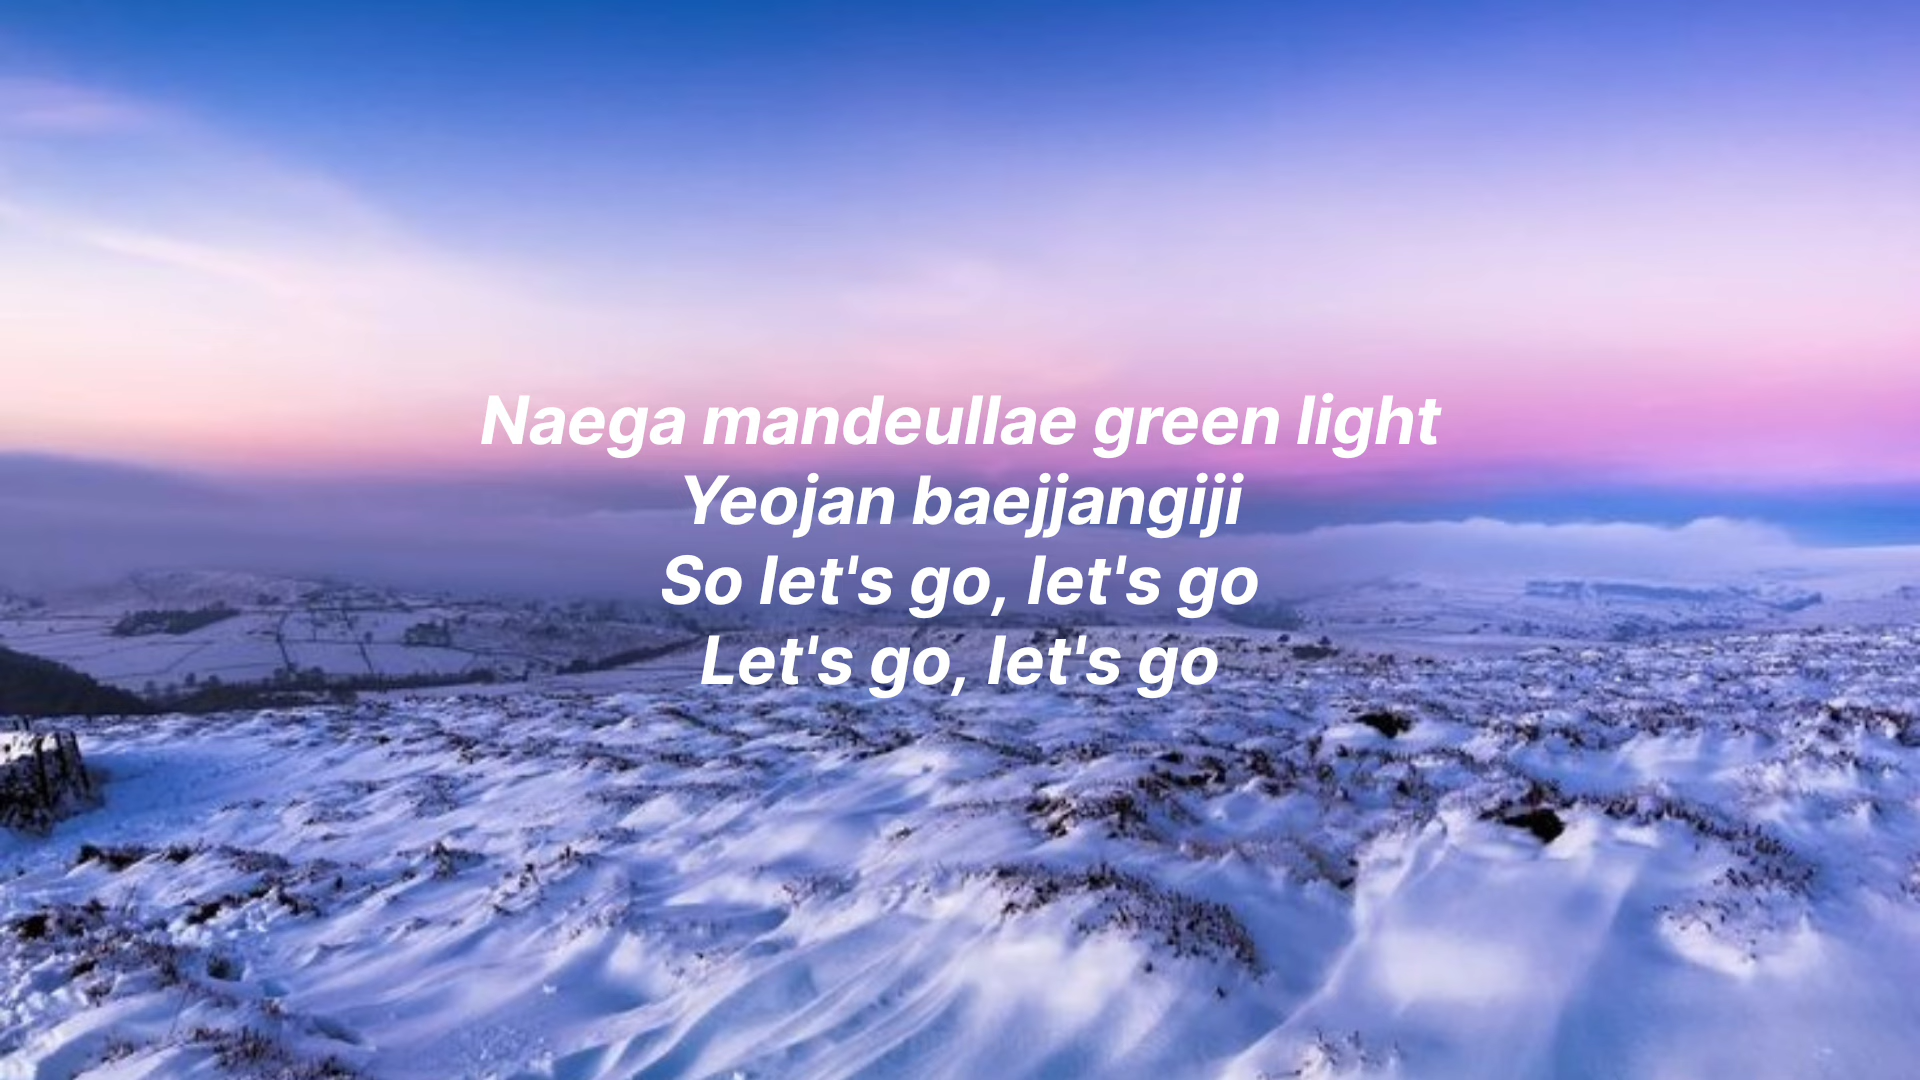 Naega mandeullae green light
Yeojan baejjangiji
So let's go, let's go
Let's go, let's go